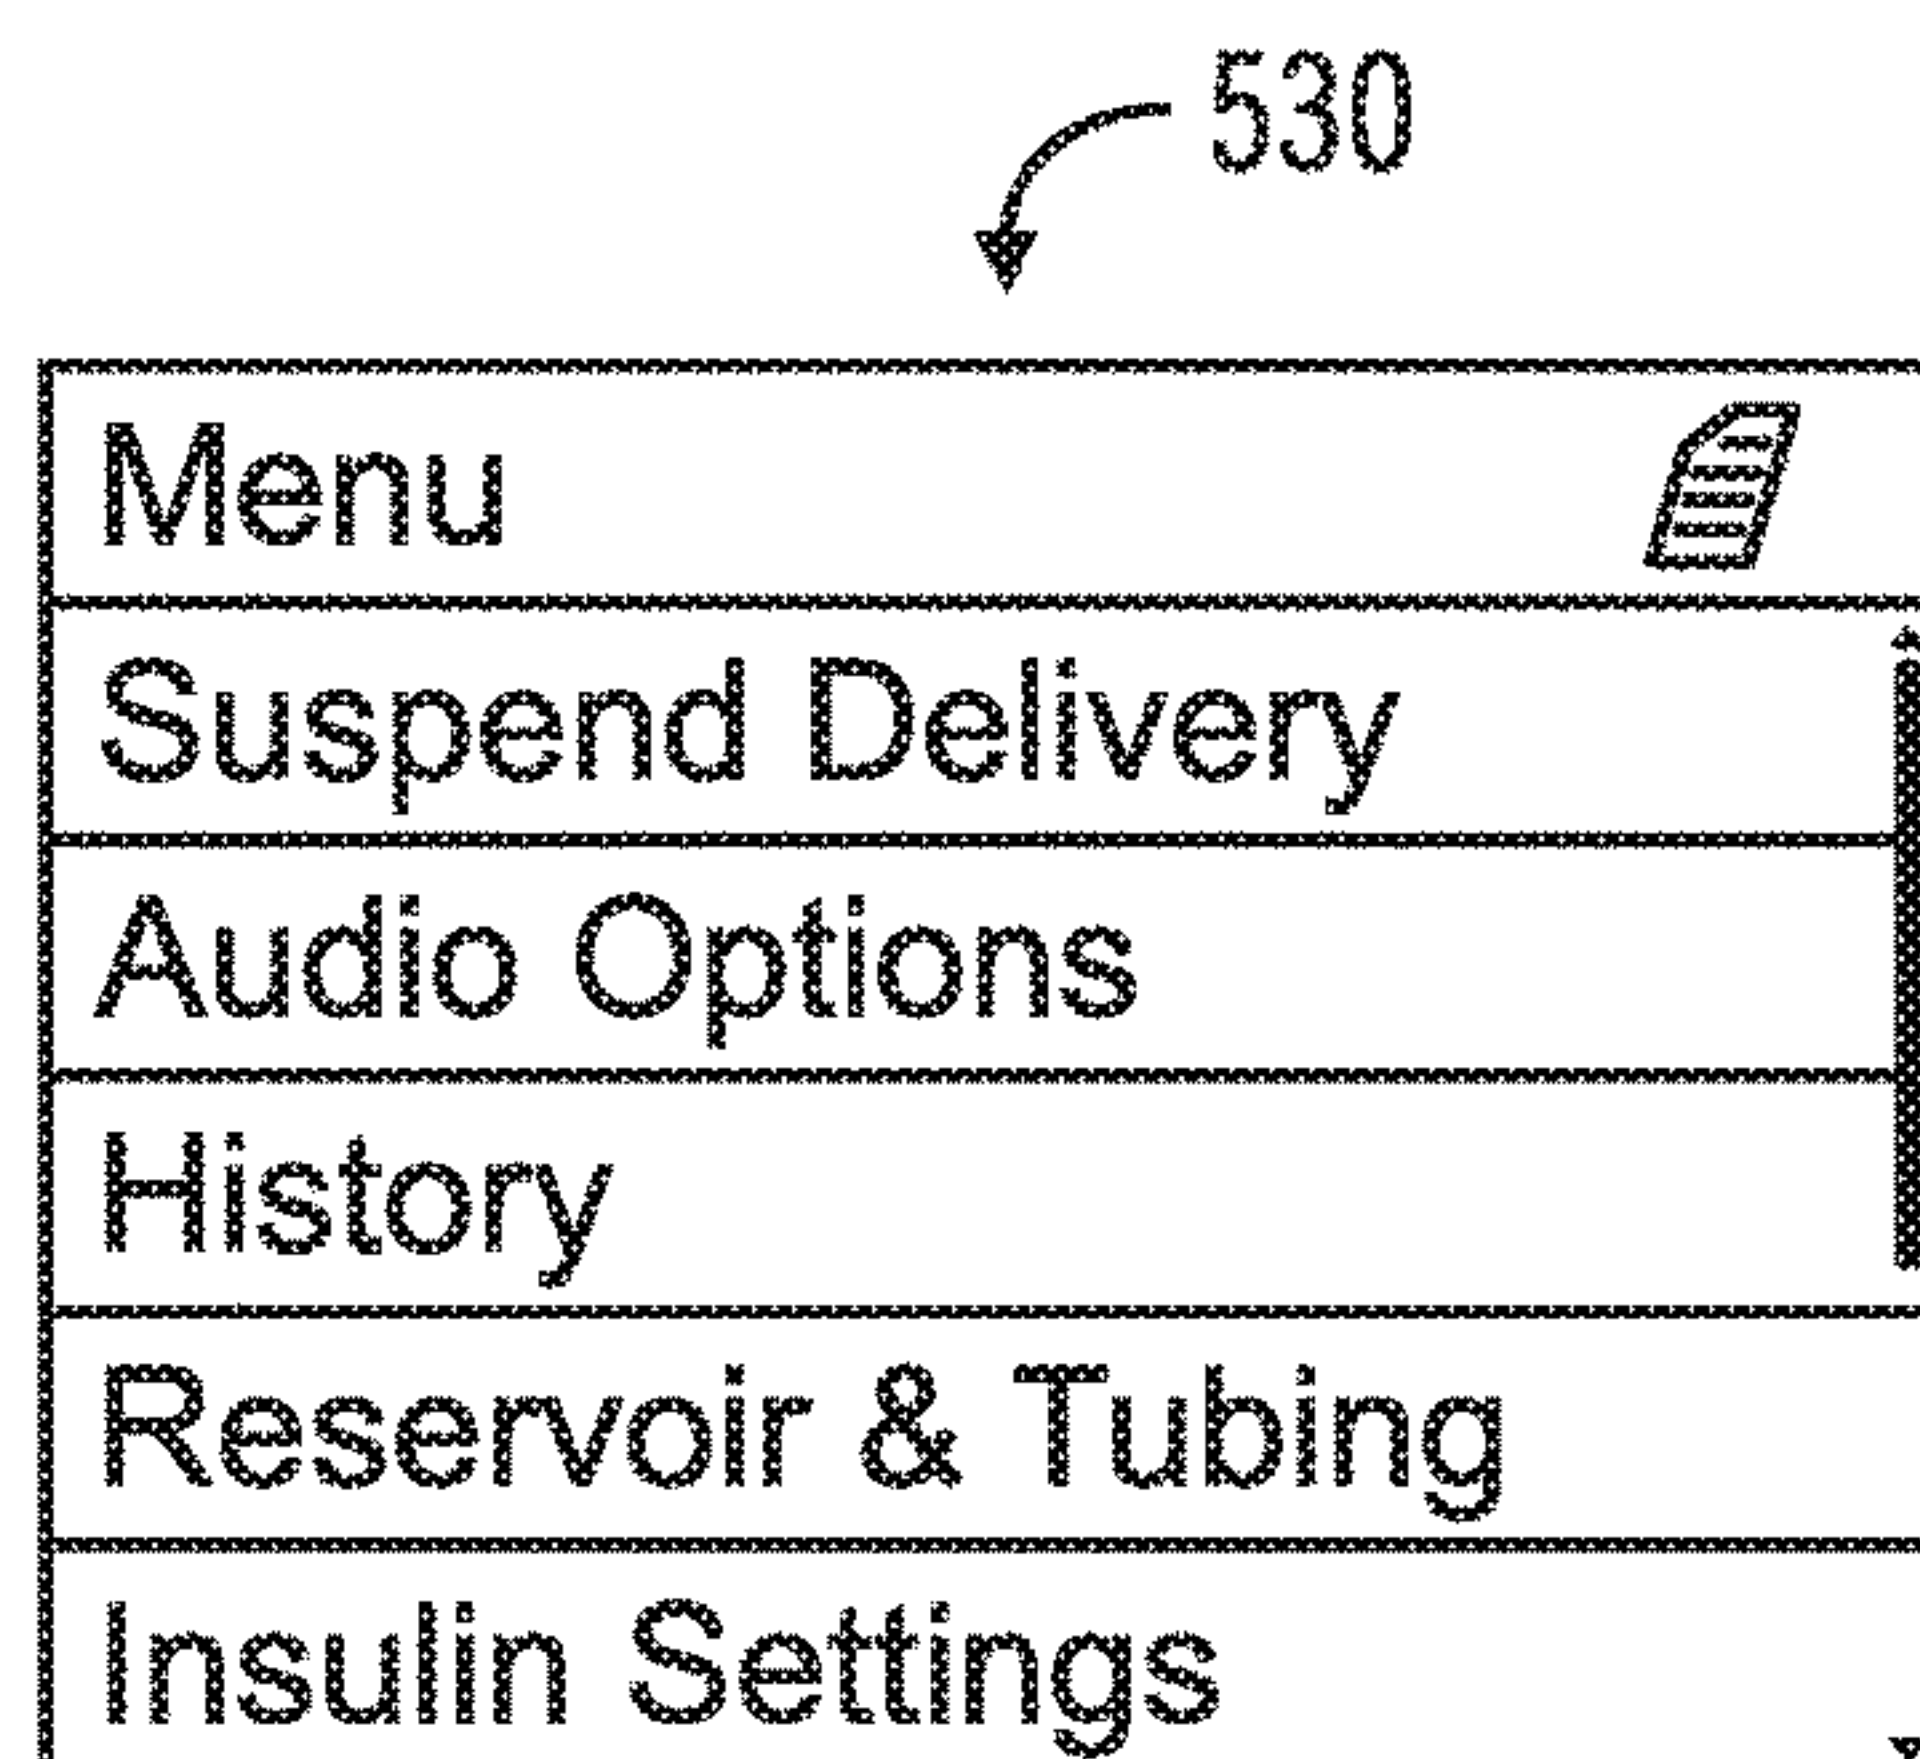 530
Menu
Suspend Delivery
Audio Options
History
Reservoir & Tubing
Insulin Settings